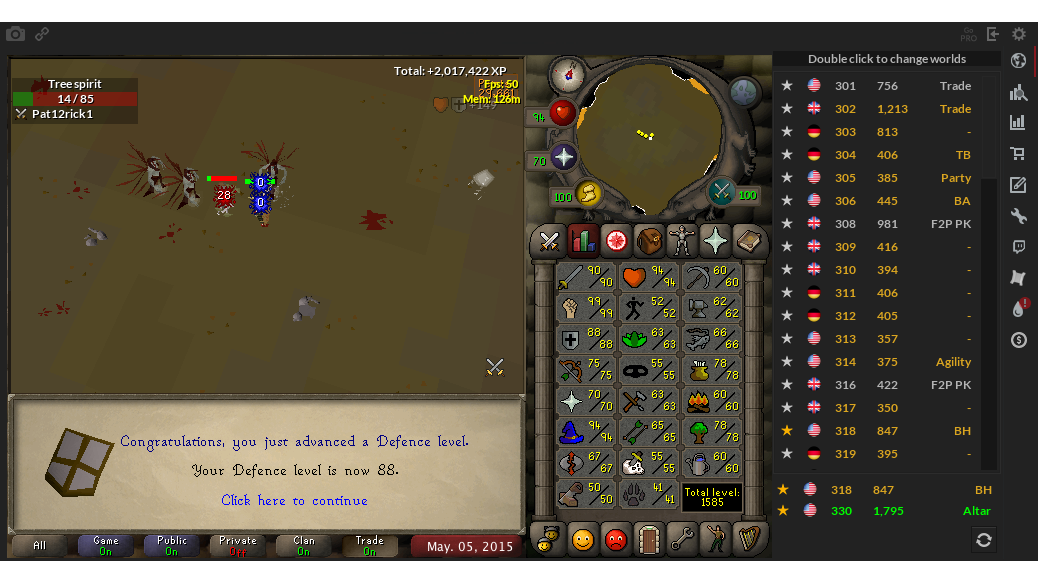 Go
PRO
Double click to change worlds
Total: +2,017,422 XP
Fps: 50
Mem: 126m
Tree spirit
14 / 85
Pat12rick1
28
0
0
94
70
100
100
301 756 Trade
302 1,213 Trade
303 813 -
304 406 TB
305 385 Party
306 445 BA
308 981 F2P PK
309 416 -
310 394 -
311 406 -
312 405 -
313 357 -
314 375 Agility
316 422 F2P PK
317 350 -
318 847 BH
319 395 -
318 847 BH
330 1,795 Altar
90/90 94/94 60/60
99/99 52/52 62/62
88/88 63/63 66/66
75/75 55/55 78/78
70/70 63/63 60/60
94/94 65/65 78/78
67/67 55/55 60/60
50/50 41/41 Total level:
1585
Congratulations, you just advanced a Defence level.
Your Defence level is now 88.
Click here to continue
All
Game
On
Public
On
Private
Off
Clan
On
Trade
On
May. 05, 2015